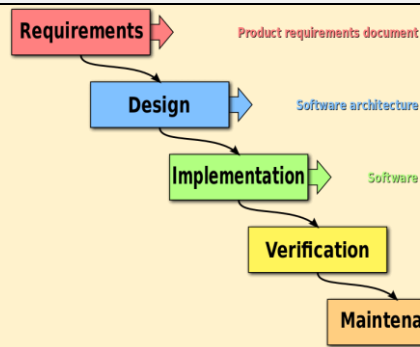 Requirements
Product requirements document
Design
Software architecture
Implementation
Software
Verification
Maintena